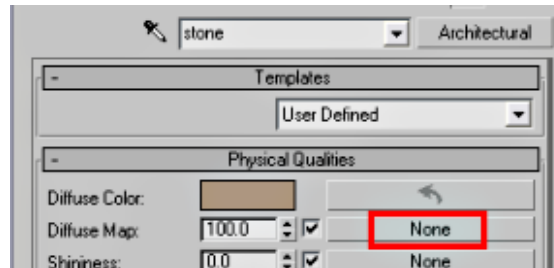 stone Architectural
- Templates
User Defined
- Physical Qualities
Diffuse Color:
Diffuse Map: 100.0 None
Shininess: 0.0 None